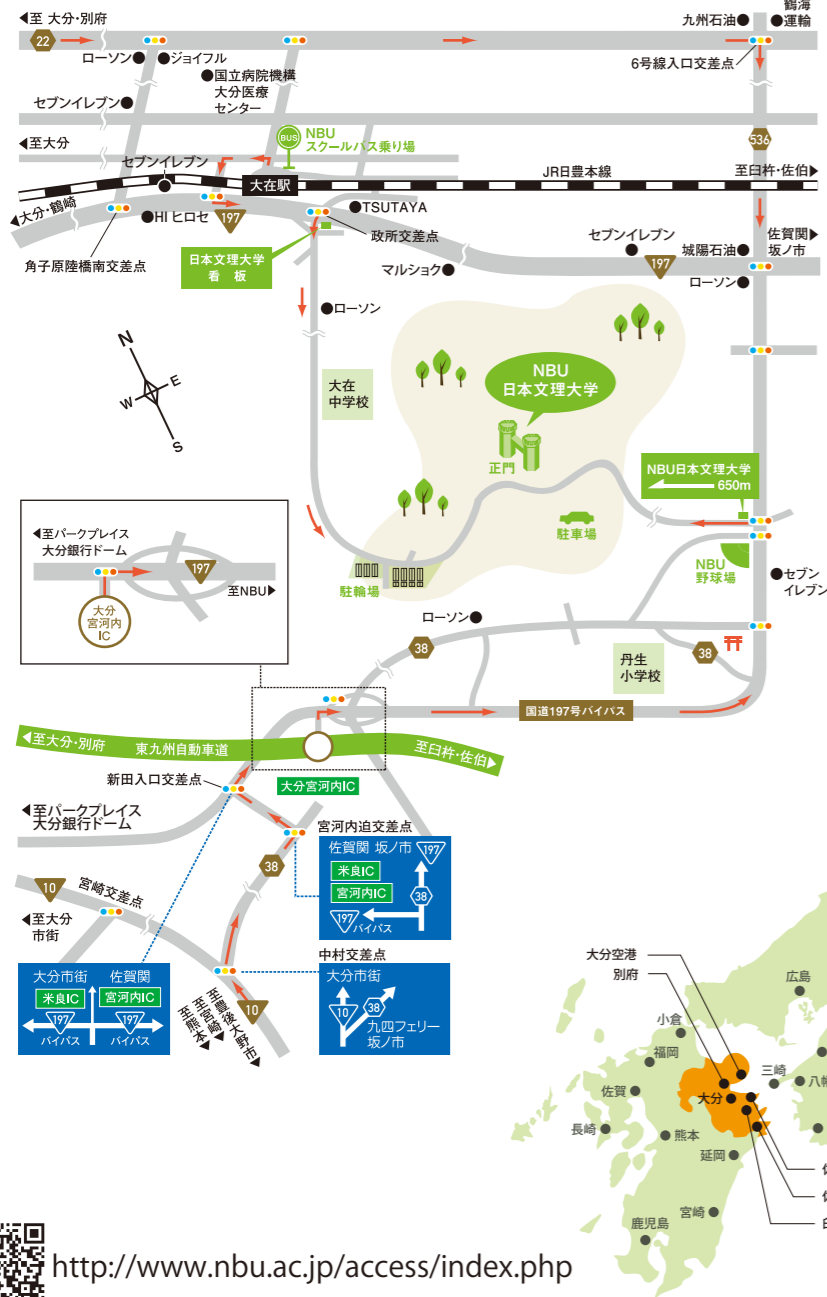 ◀至 大分・別府
22
九州石油
鶴海
運輸
ローソン
ジョイフル
6号線入口交差点
国立病院機構
大分医療
センター
セブンイレブン
BUS
NBU
スクールバス乗り場
◀至大分
536
セブンイレブン
大在駅
JR日豊本線
至臼杵・佐伯▶
◀大分・鶴崎
HIヒロセ
197
TSUTAYA
政所交差点
角子原陸橋南交差点
日本文理大学
看 板
マルショク
セブンイレブン
197
城陽石油
佐賀関▶
坂ノ市
ローソン
ローソン
N
E
W
S
大在
中学校
NBU
日本文理大学
正門
NBU日本文理大学
650m
駐車場
NBU
野球場
駐輪場
セブン
イレブン
◀至パークプレイス
大分銀行ドーム
197
至NBU▶
大分
宮河内
IC
ローソン
38
38
丹生
小学校
国道197号バイパス
◀至大分・別府
東九州自動車道
至臼杵・佐伯▶
新田入口交差点
大分宮河内IC
◀至パークプレイス
大分銀行ドーム
宮河内迫交差点
佐賀関 坂ノ市
197
米良IC
宮河内IC
38
197
バイパス
38
10
宮崎交差点
◀至大分
市街
中村交差点
大分市街
10
38
九四フェリー
坂ノ市
大分市街
佐賀関
米良IC
宮河内IC
197
バイパス
197
バイパス
至熊本▶
至宮崎▶
至豊後大野市▶
10
大分空港
別府
広島
小倉
福岡
三崎
佐賀
大分
長崎
熊本
延岡
宮崎
鹿児島
http://www.nbu.ac.jp/access/index.php